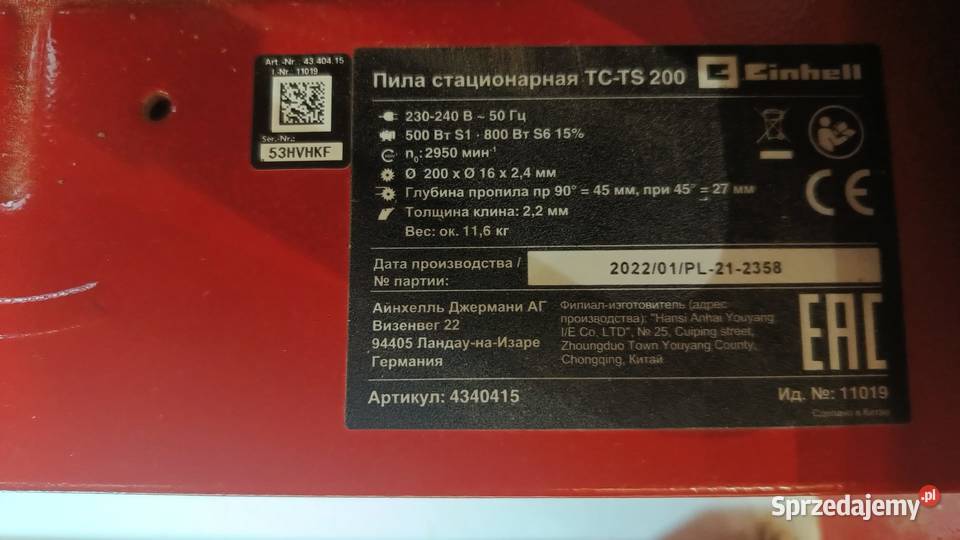 Art.-Nr.: 43.404.15
I.-Nr.: 11019
Ser.-Nr.:
53HVHKF
Пила стационарная TC-TS 200 Einhell
230-240 В ~ 50 Гц
500 Вт S1 · 800 Вт S6 15%
n0: 2950 мин-1
Ø 200 x Ø 16 x 2,4 мм
Глубина пропила пр 90° = 45 мм, при 45° = 27 мм
Толщина клина: 2,2 мм
Вес: ок. 11,6 кг
Дата производства /
№ партии:
2022/01/PL-21-2358
Айнхелль Джермани АГ
Визенвег 22
94405 Ландау-на-Изаре
Германия
Филиал-изготовитель (адрес
производства): "Hansi Anhai Youyang
I/E Co, LTD", № 25, Cuiping street,
Zhoungduo Town Youyang County,
Chongqing, Китай
CE
EAC
Артикул: 4340415
Ид. №: 11019
Сделано в Китае
Sprzedajemy.pl